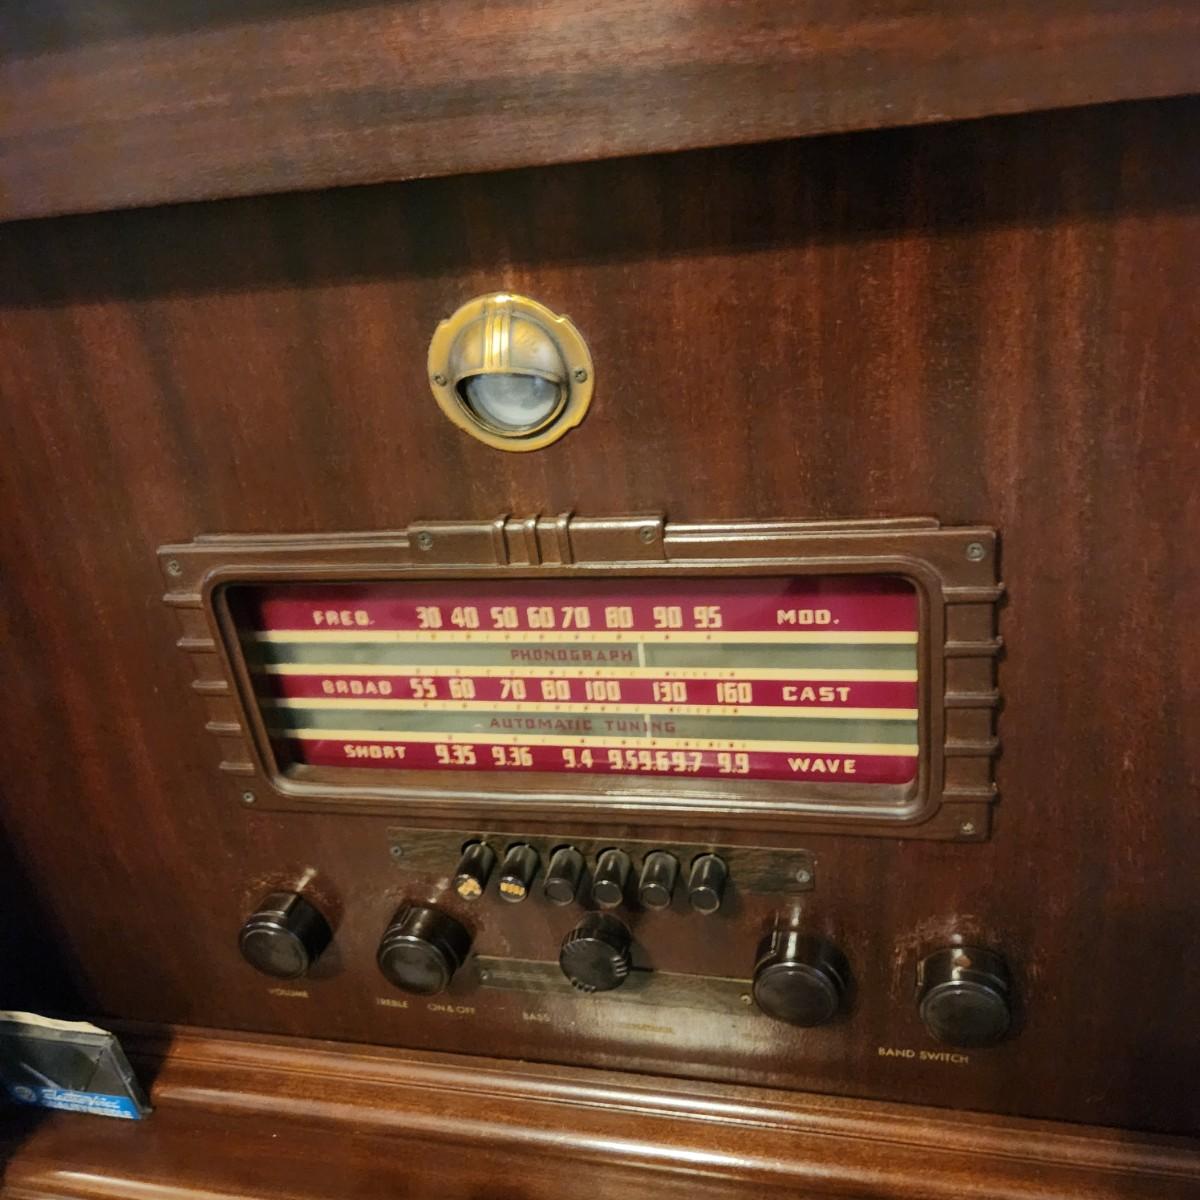 FREQ. 30 40 50 60 70 80 90 95 MOD.
PHONOGRAPH
BROAD 55 60 70 80 100 130 160 CAST
AUTOMATIC TUNING
SHORT 9.35 9.36 9.4 9.5 9.6 9.7 9.9 WAVE
VOLUME
TREBLE ON & OFF
BASS
BAND SWITCH
Electro-Voice